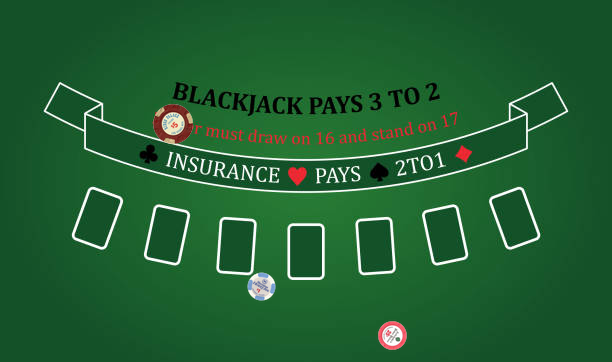 BLACKJACK PAYS 3 TO 2
r must draw on 16 and stand on 17
INSURANCE PAYS 2TO1